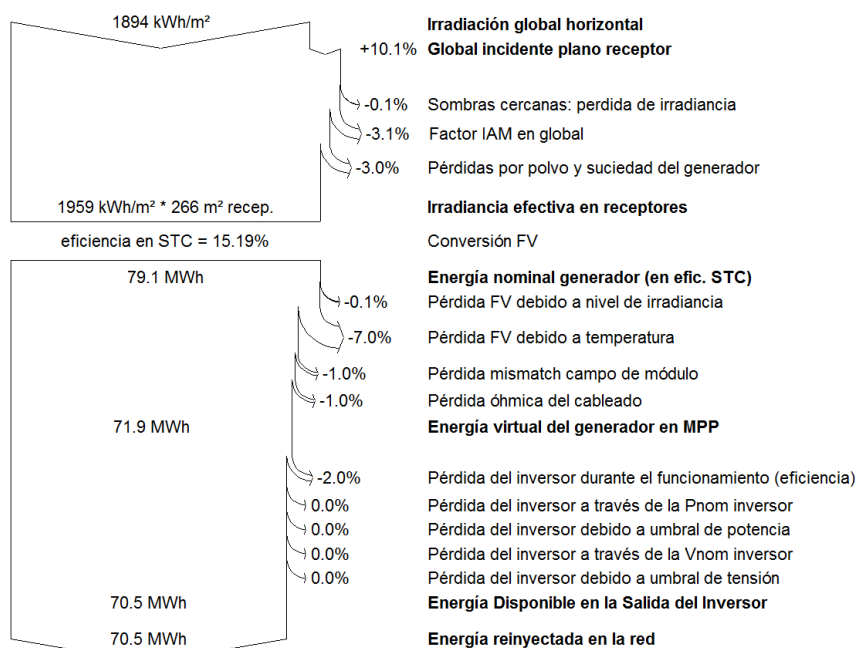 1894 kWh/m² Irradiación global horizontal
+10.1% Global incidente plano receptor
-0.1% Sombras cercanas: perdida de irradiancia
-3.1% Factor IAM en global
-3.0% Pérdidas por polvo y suciedad del generador
1959 kWh/m² * 266 m² recep. Irradiancia efectiva en receptores
eficiencia en STC = 15.19% Conversión FV
79.1 MWh Energía nominal generador (en efic. STC)
-0.1% Pérdida FV debido a nivel de irradiancia
-7.0% Pérdida FV debido a temperatura
-1.0% Pérdida mismatch campo de módulo
-1.0% Pérdida óhmica del cableado
71.9 MWh Energía virtual del generador en MPP
-2.0% Pérdida del inversor durante el funcionamiento (eficiencia)
0.0% Pérdida del inversor a través de la Pnom inversor
0.0% Pérdida del inversor debido a umbral de potencia
0.0% Pérdida del inversor a través de la Vnom inversor
0.0% Pérdida del inversor debido a umbral de tensión
70.5 MWh Energía Disponible en la Salida del Inversor
70.5 MWh Energía reinyectada en la red